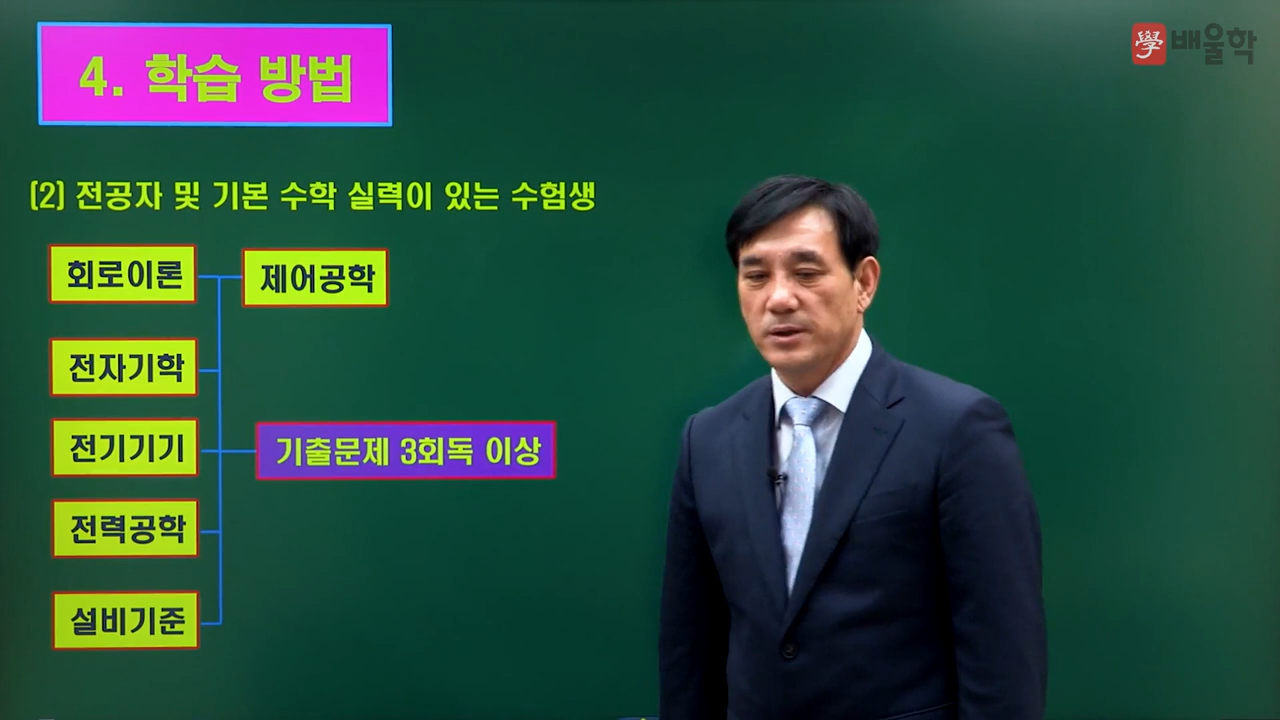 4. 학습 방법
學 배울학
(2) 전공자 및 기본 수학 실력이 있는 수험생
회로이론
제어공학
전자기학
전기기기
기출문제 3회독 이상
전력공학
설비기준